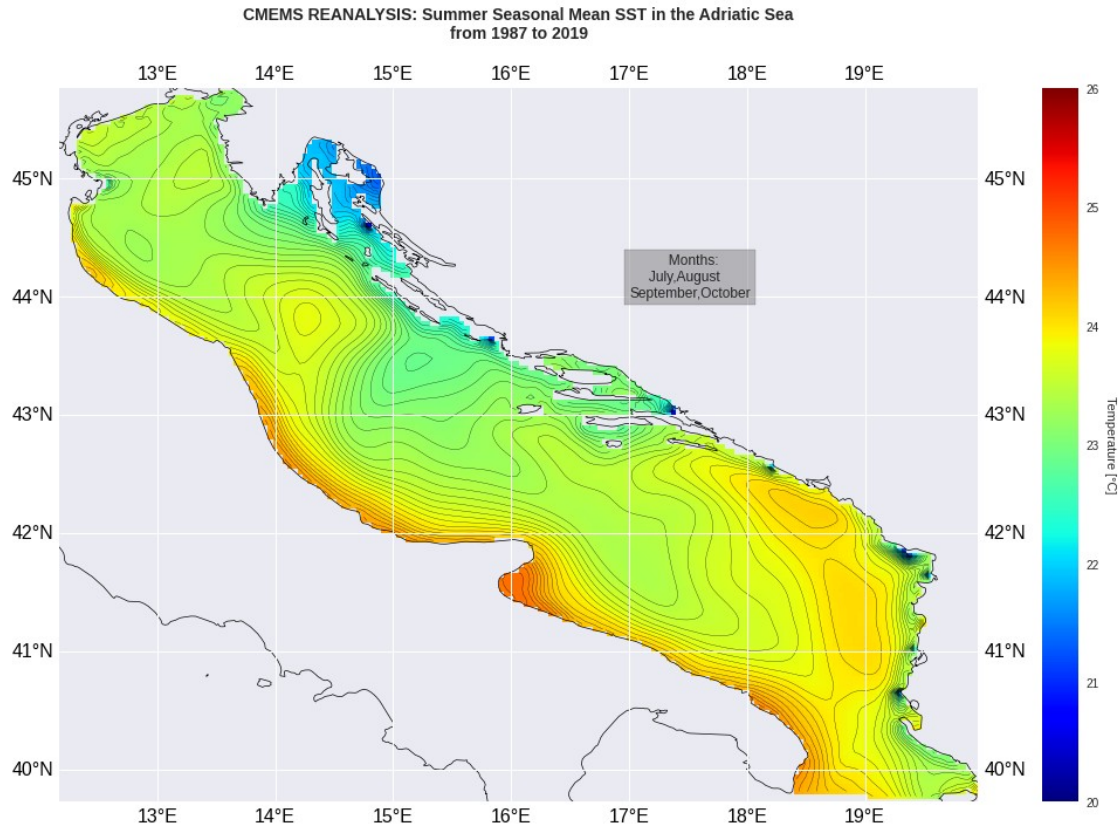 CMEMS REANALYSIS: Summer Seasonal Mean SST in the Adriatic Sea
from 1987 to 2019
13°E 14°E 15°E 16°E 17°E 18°E 19°E
26
45°N 45°N
25
Months:
July,August
September,October
44°N 44°N
24
43°N 43°N
Temperature [°C]
23
42°N 42°N
22
41°N 41°N
21
40°N 40°N
20
13°E 14°E 15°E 16°E 17°E 18°E 19°E